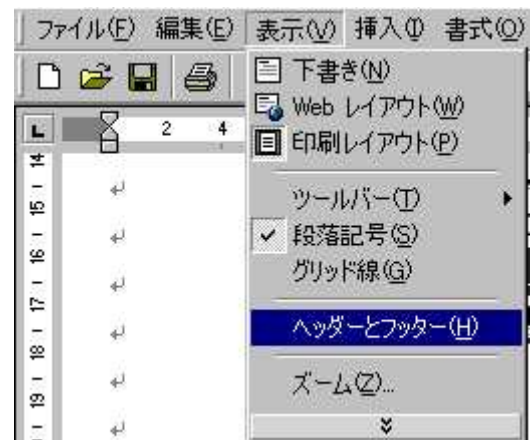 ファイル(F) 編集(E) 表示(V) 挿入(I) 書式(O)
下書き(N)
Web レイアウト(W)
印刷レイアウト(P)
ツールバー(T)
段落記号(S)
グリッド線(G)
ヘッダーとフッター(H)
ズーム(Z)...
2 4
14
15
16
17
18
19